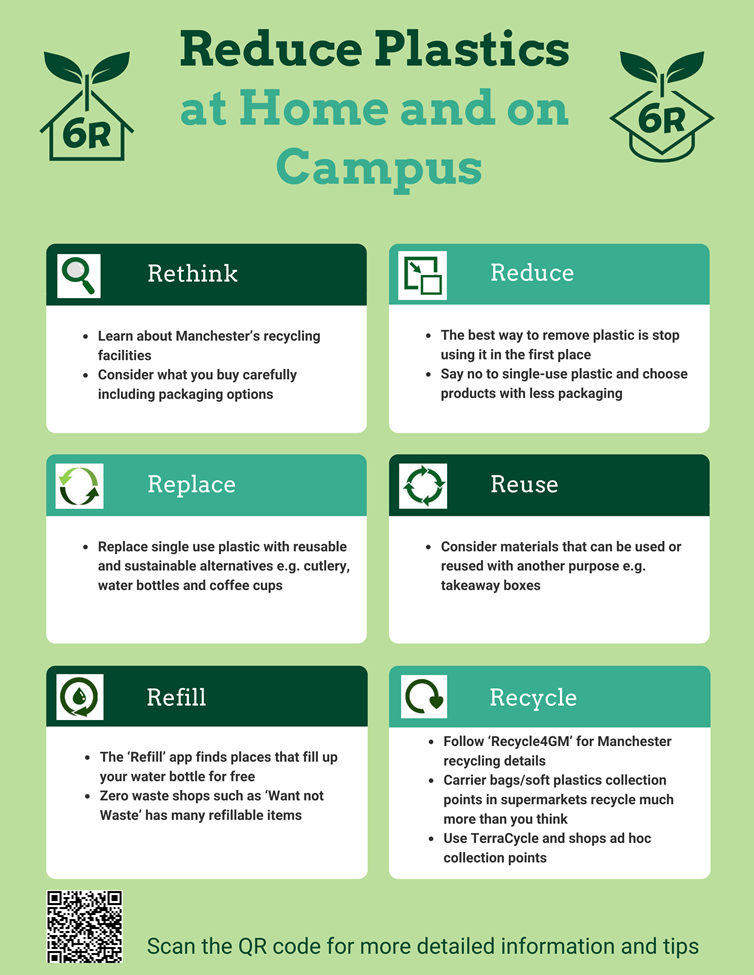 Reduce Plastics
at Home and on
Campus
6R
6R
Rethink
• Learn about Manchester's recycling
facilities
• Consider what you buy carefully
including packaging options
Reduce
• The best way to remove plastic is stop
using it in the first place
• Say no to single-use plastic and choose
products with less packaging
Replace
• Replace single use plastic with reusable
and sustainable alternatives e.g. cutlery,
water bottles and coffee cups
Reuse
• Consider materials that can be used or
reused with another purpose e.g.
takeaway boxes
Refill
• The ‘Refill’ app finds places that fill up
your water bottle for free
• Zero waste shops such as ‘Want not
Waste’ has many refillable items
Recycle
• Follow ‘Recycle4GM’ for Manchester
recycling details
• Carrier bags/soft plastics collection
points in supermarkets recycle much
more than you think
• Use TerraCycle and shops ad hoc
collection points
Scan the QR code for more detailed information and tips